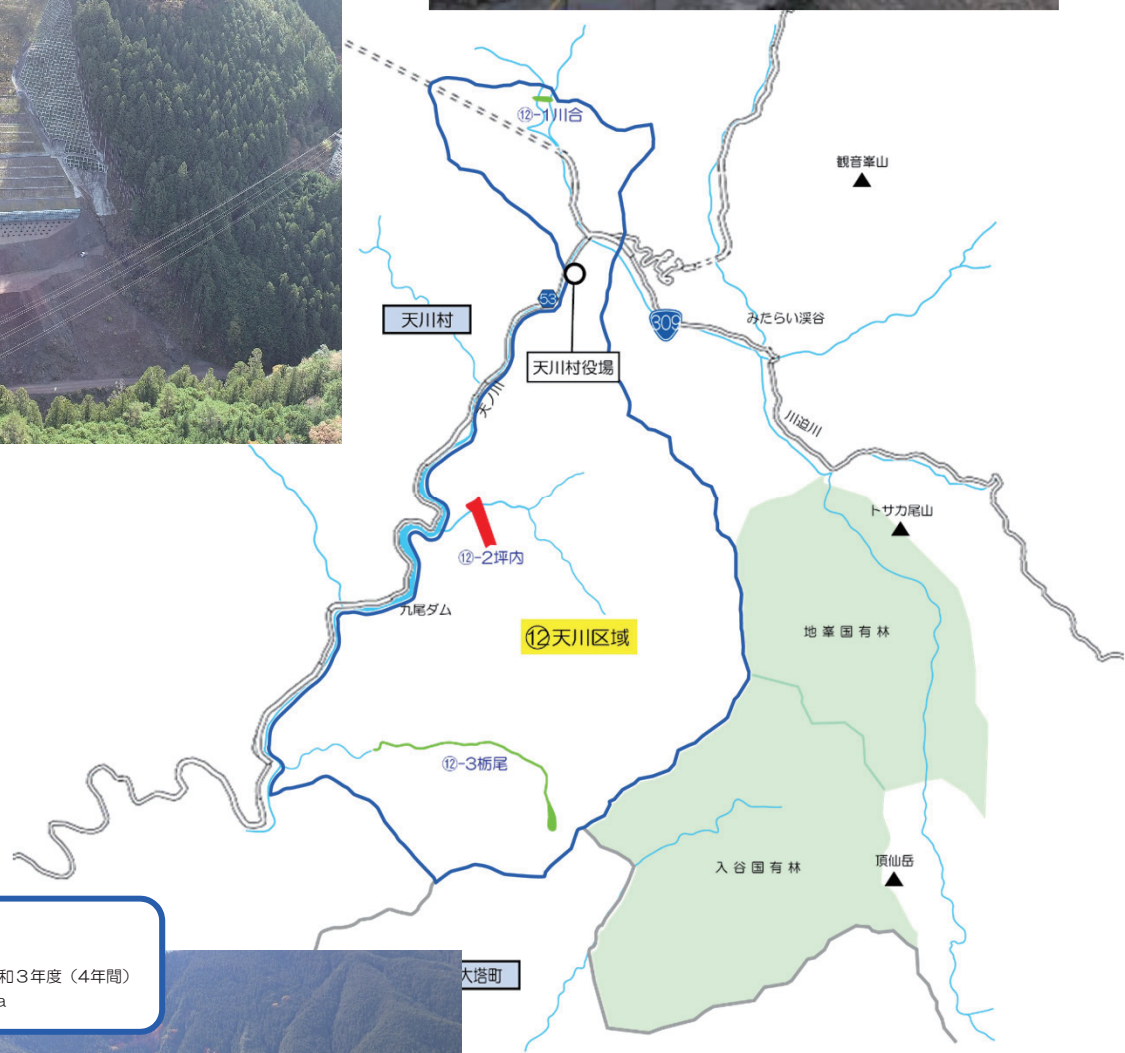 ⑫-1川合
観音峯山
天川村
53
309
みたらい渓谷
天川村役場
天ノ川
川迫川
トサカ尾山
⑫-2坪内
九尾ダム
⑫天川区域
地峯国有林
⑫-3栃尾
入谷国有林
頂仙岳
和3年度（4年間）
a
大塔町